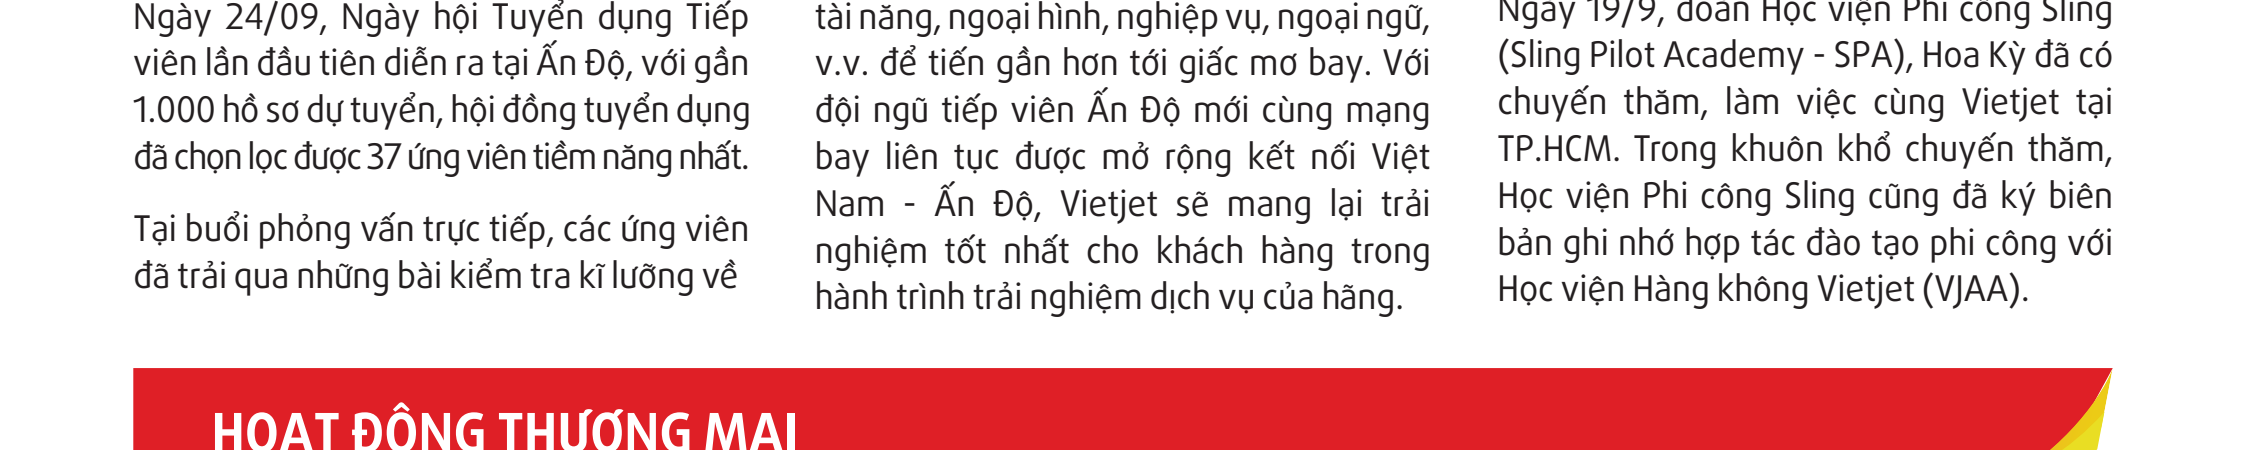 Ngày 24/09, Ngày hội Tuyển dụng Tiếp
viên lần đầu tiên diễn ra tại Ấn Độ, với gần
1.000 hồ sơ dự tuyển, hội đồng tuyển dụng
đã chọn lọc được 37 ứng viên tiềm năng nhất.
Tại buổi phỏng vấn trực tiếp, các ứng viên
đã trải qua những bài kiểm tra kĩ lưỡng về
tài năng, ngoại hình, nghiệp vụ, ngoại ngữ,
v.v. để tiến gần hơn tới giấc mơ bay. Với
đội ngũ tiếp viên Ấn Độ mới cùng mạng
bay liên tục được mở rộng kết nối Việt
Nam - Ấn Độ, Vietjet sẽ mang lại trải
nghiệm tốt nhất cho khách hàng trong
hành trình trải nghiệm dịch vụ của hãng.
Ngày 19/9, đoàn Học viện Phi công Sling
(Sling Pilot Academy - SPA), Hoa Kỳ đã có
chuyến thăm, làm việc cùng Vietjet tại
TP.HCM. Trong khuôn khổ chuyến thăm,
Học viện Phi công Sling cũng đã ký biên
bản ghi nhớ hợp tác đào tạo phi công với
Học viện Hàng không Vietjet (VJAA).
HOẠT ĐỘNG THƯƠNG MẠI